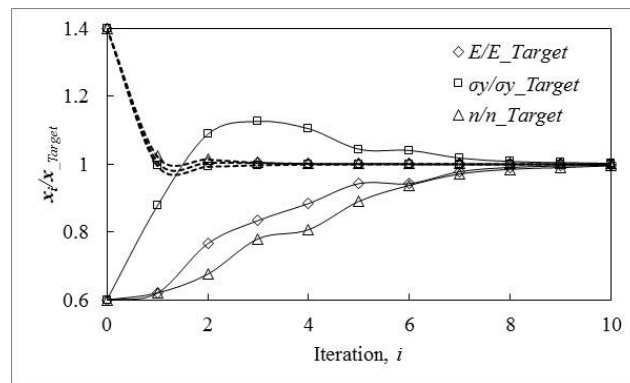 1.4
1.2
1
0.8
0.6
x_i/x_Target
E/E_Target
σy/σy_Target
n/n_Target
0 2 4 6 8 10
Iteration, i